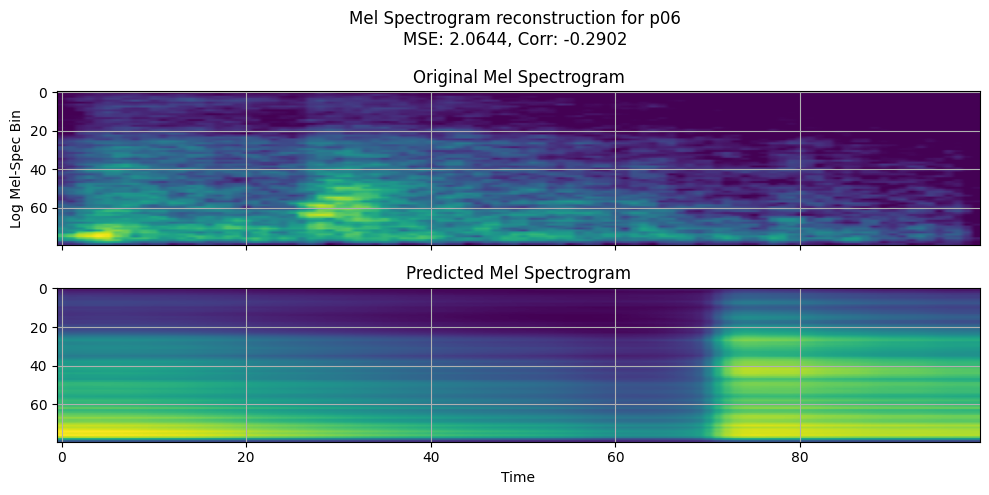 Mel Spectrogram reconstruction for p06
MSE: 2.0644, Corr: -0.2902
Original Mel Spectrogram
0
20
40
60
Log Mel-Spec Bin
Predicted Mel Spectrogram
0
20
40
60
0 20 40 60 80
Time